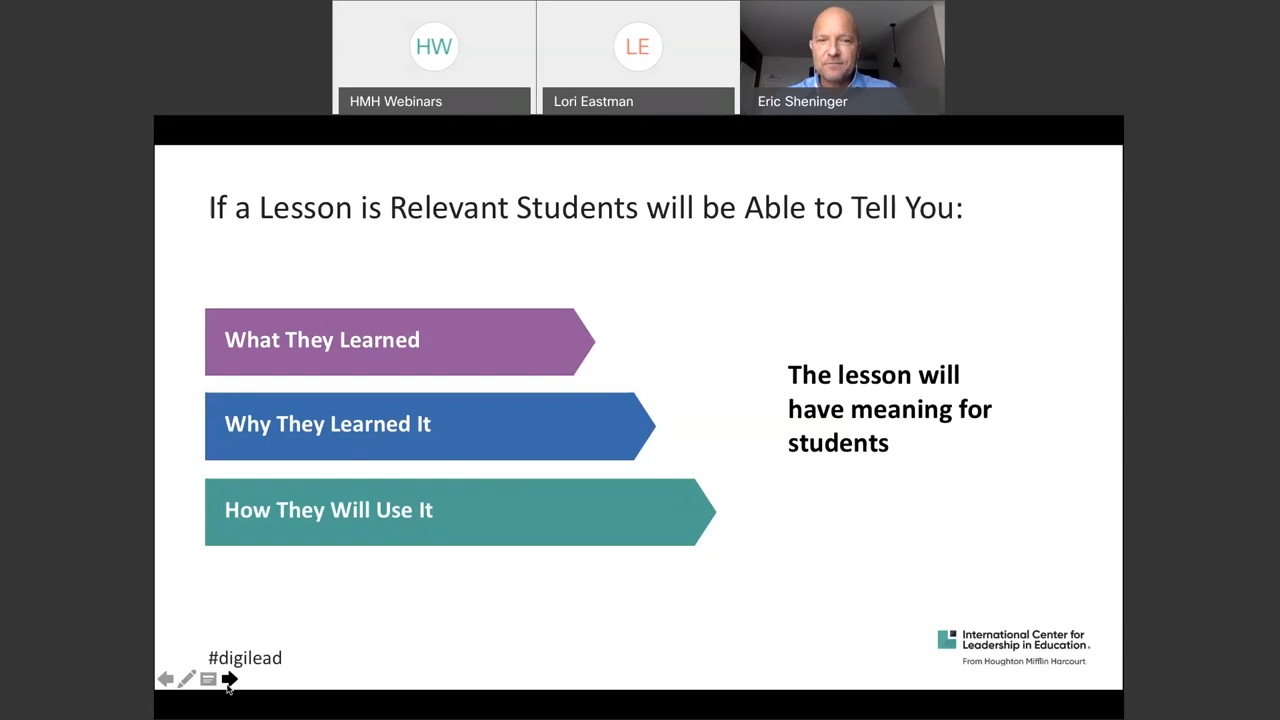 HW
LE
HMH Webinars
Lori Eastman
Eric Sheninger
If a Lesson is Relevant Students will be Able to Tell You:
What They Learned
Why They Learned It
How They Will Use It
The lesson will
have meaning for
students
#digilead
International Center for
Leadership in Education.
From Houghton Mifflin Harcourt